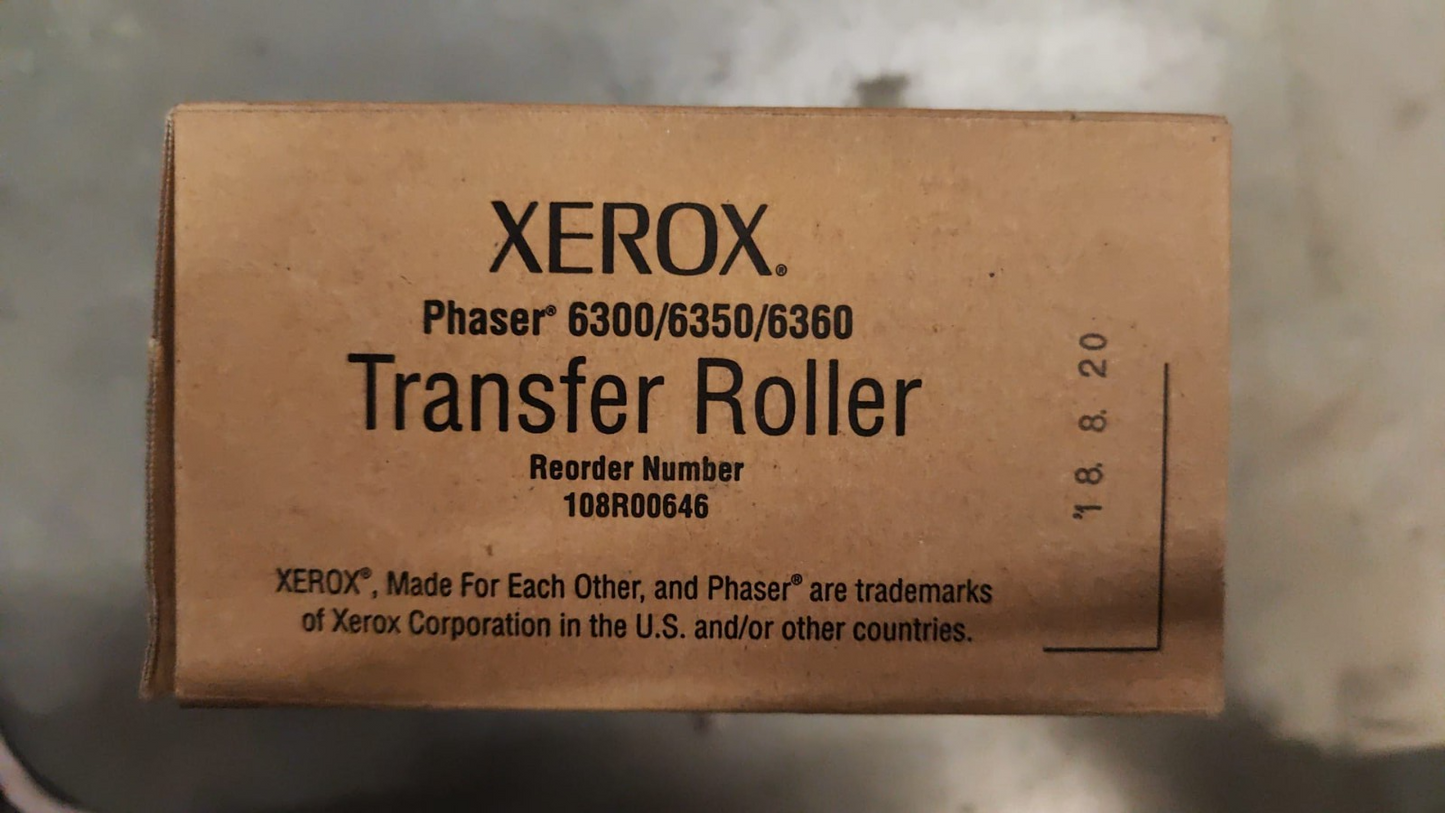 XEROX®
Phaser® 6300/6350/6360
Transfer Roller
Reorder Number
108R00646
XEROX®, Made For Each Other, and Phaser® are trademarks
of Xerox Corporation in the U.S. and/or other countries.
'18. 8. 20